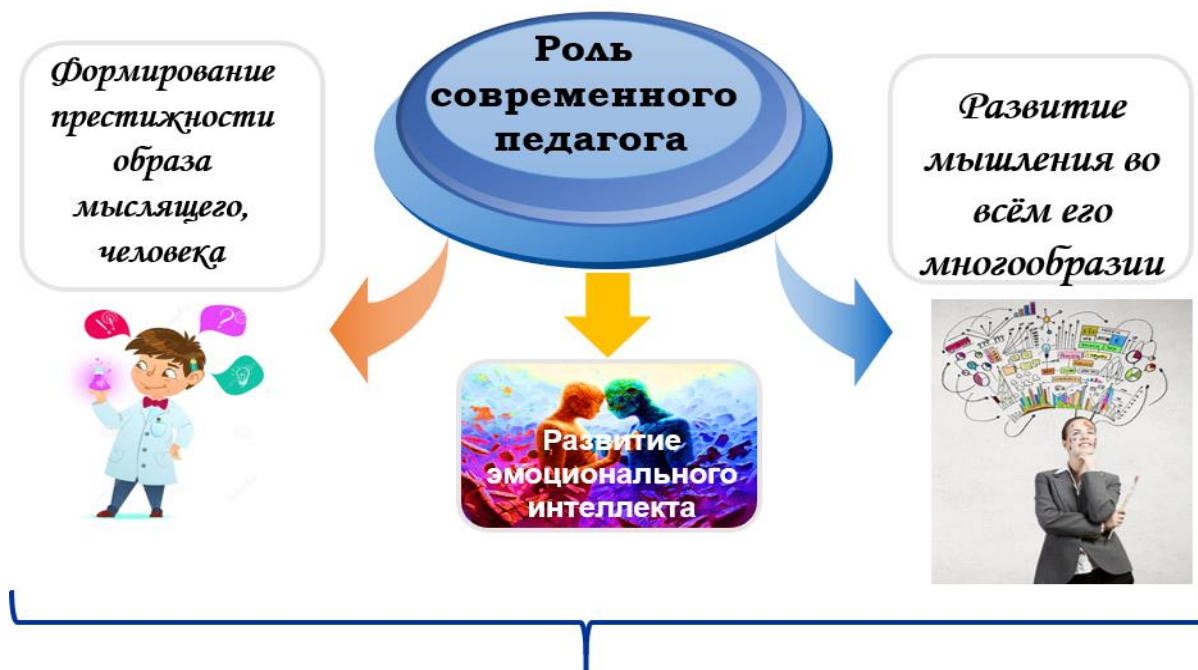 Роль
современного
педагога
Формирование
престижности
образа
мыслящего,
человека
Развитие
эмоционального
интеллекта
Развитие
мышления во
всём его
многообразии